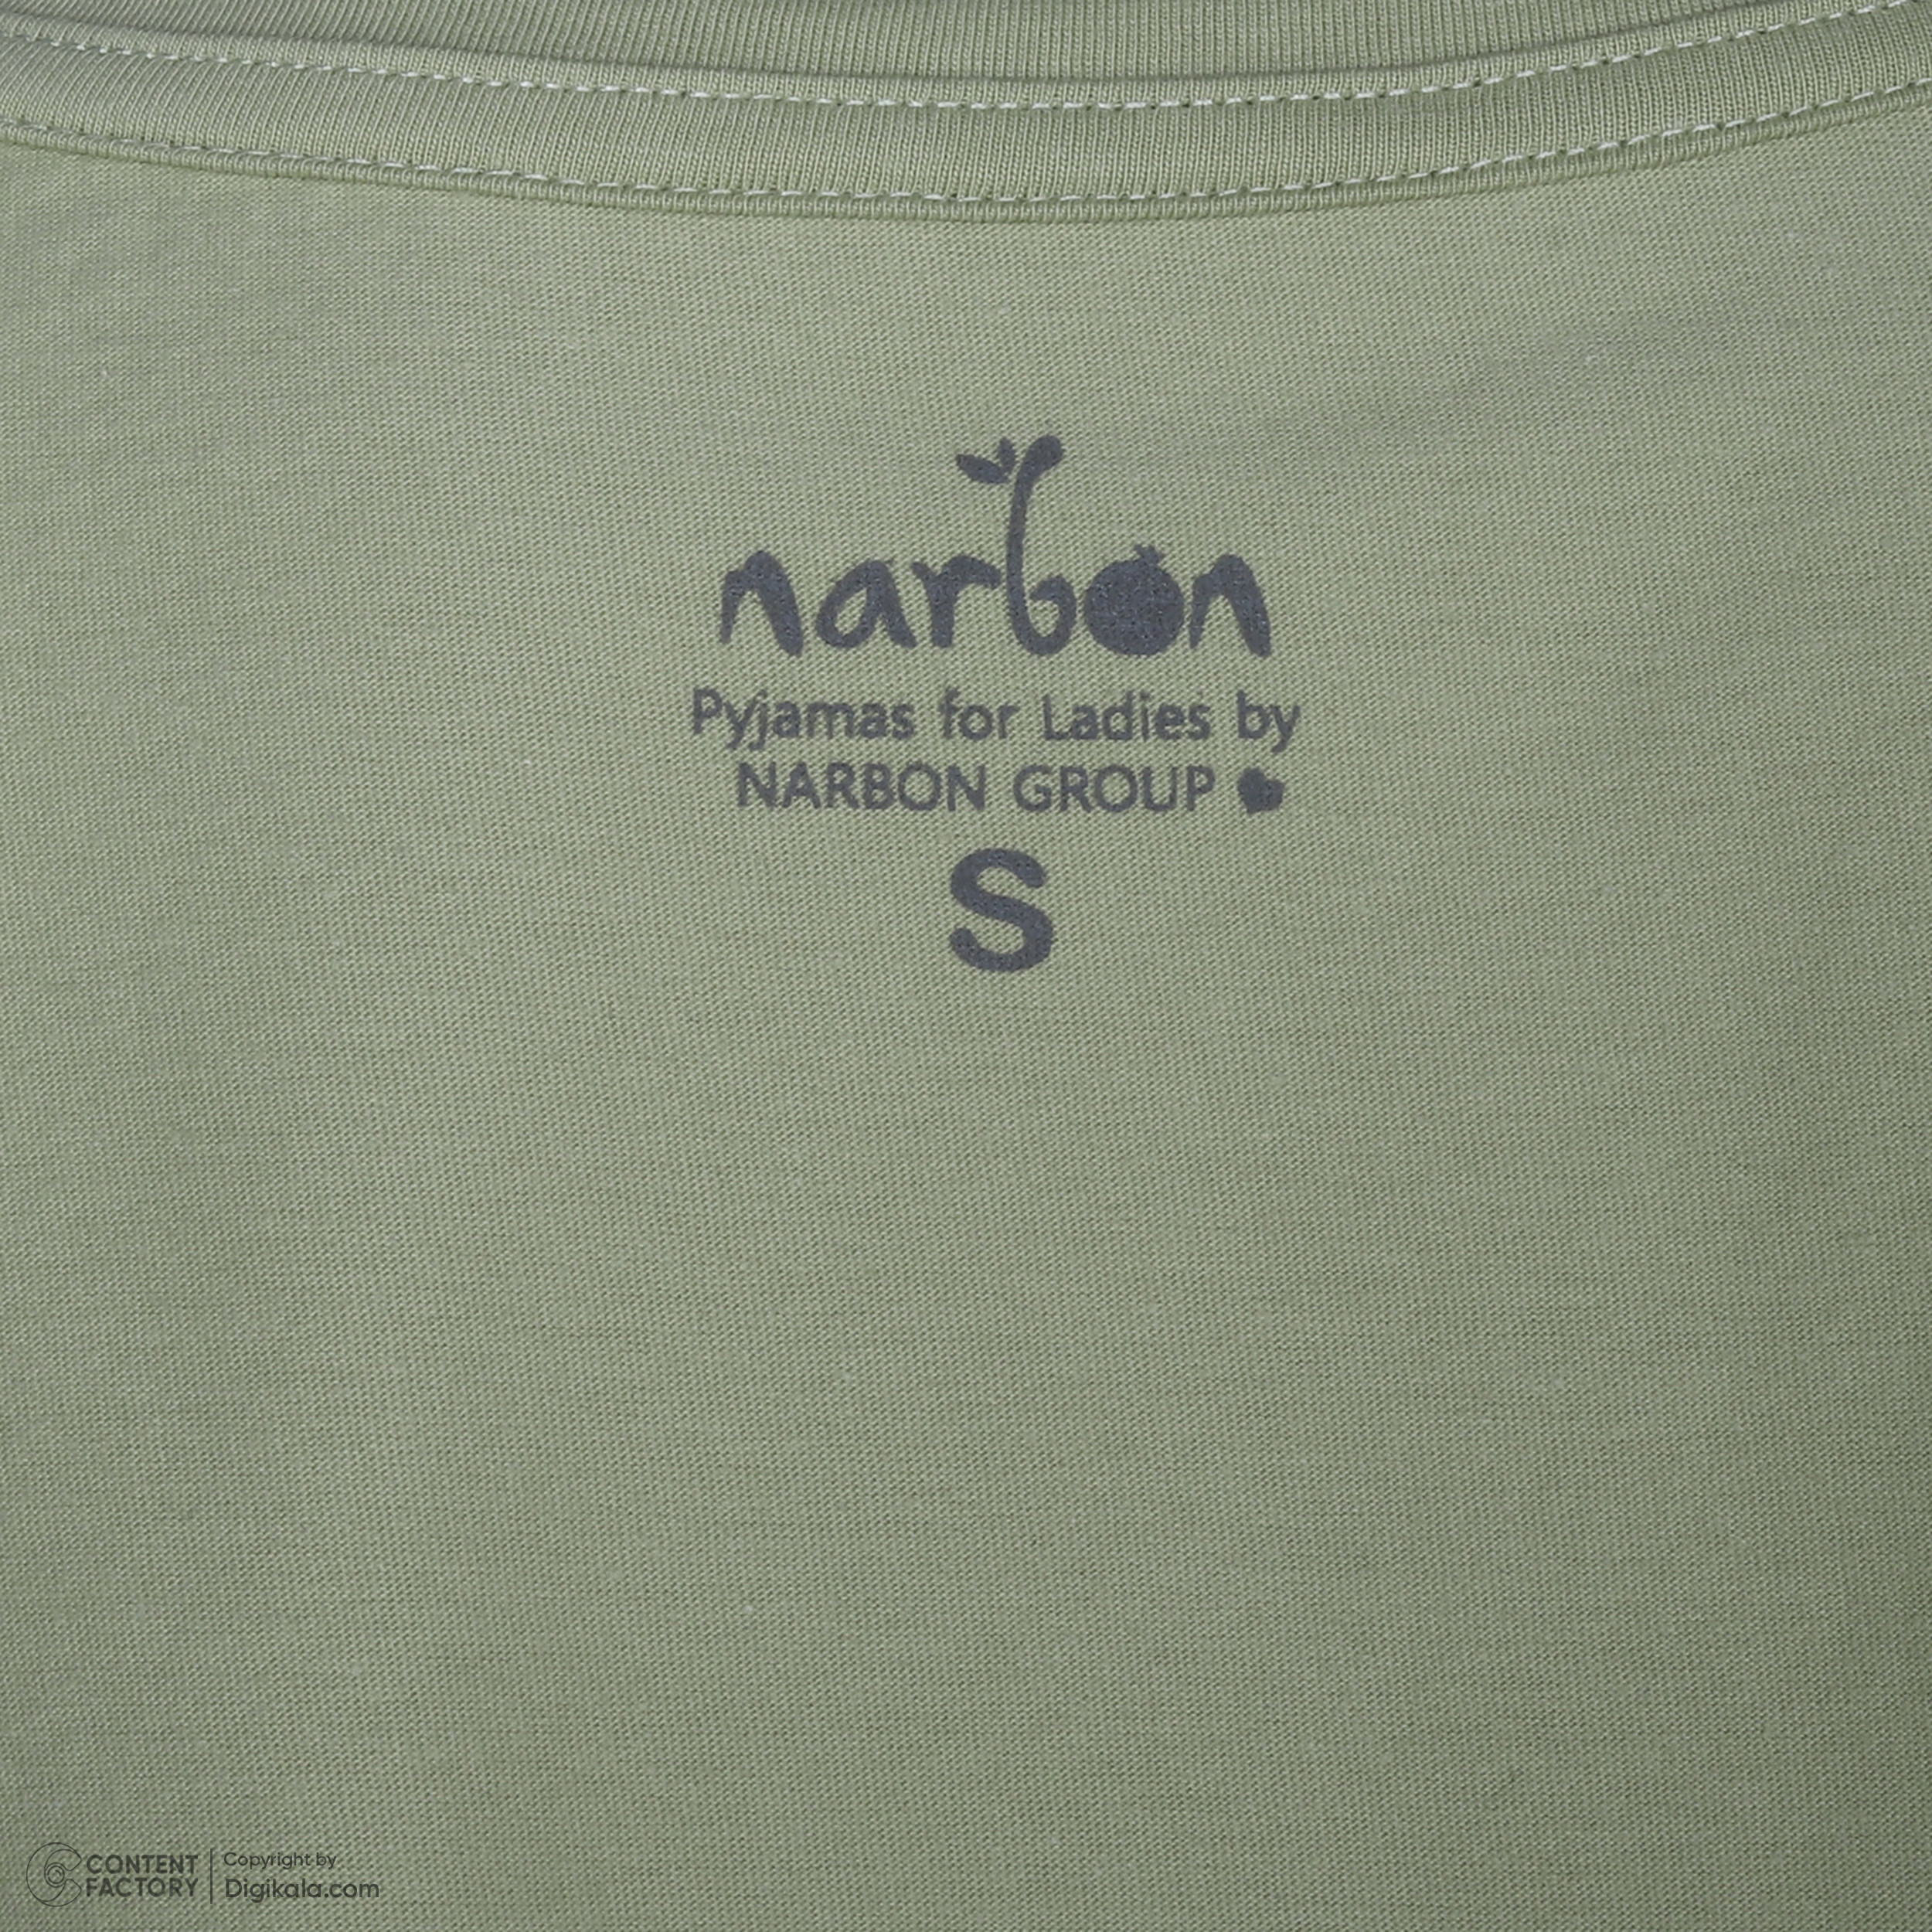 narbon
Pyjamas for Ladies by
NARBON GROUP
S
CONTENT
FACTORY
Copyright by
Digikala.com